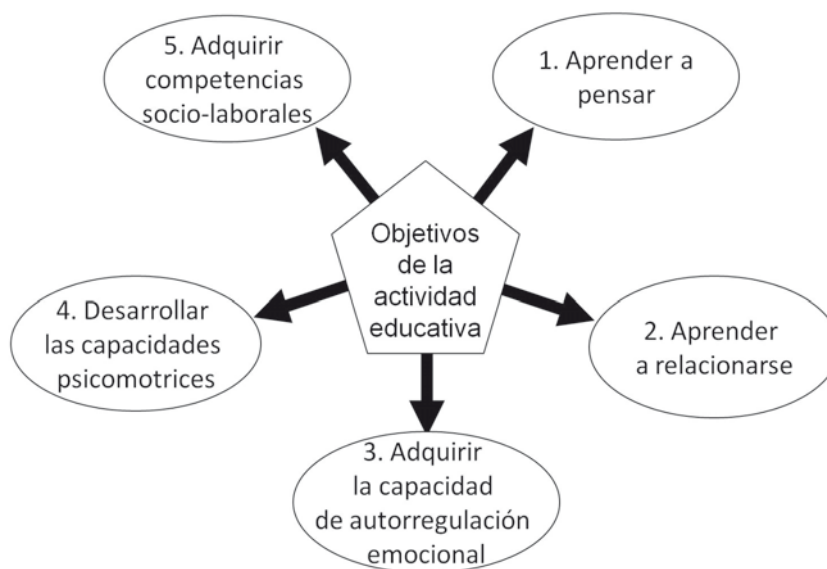 5. Adquirir
competencias
socio-laborales
1. Aprender a
pensar
Objetivos
de la
actividad
educativa
4. Desarrollar
las capacidades
psicomotrices
2. Aprender
a relacionarse
3. Adquirir
la capacidad
de autorregulación
emocional